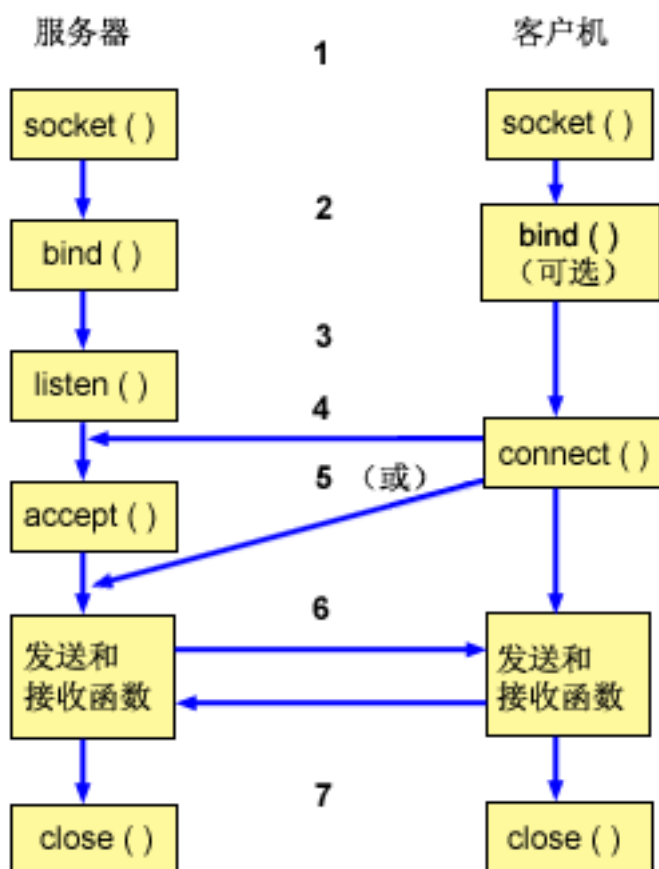 服务器
客户机
1
socket ( )
socket ( )
2
bind ( )
bind ( )
（可选）
3
listen ( )
4
connect ( )
5 （或）
accept ( )
6
发送和
接收函数
发送和
接收函数
7
close ( )
close ( )